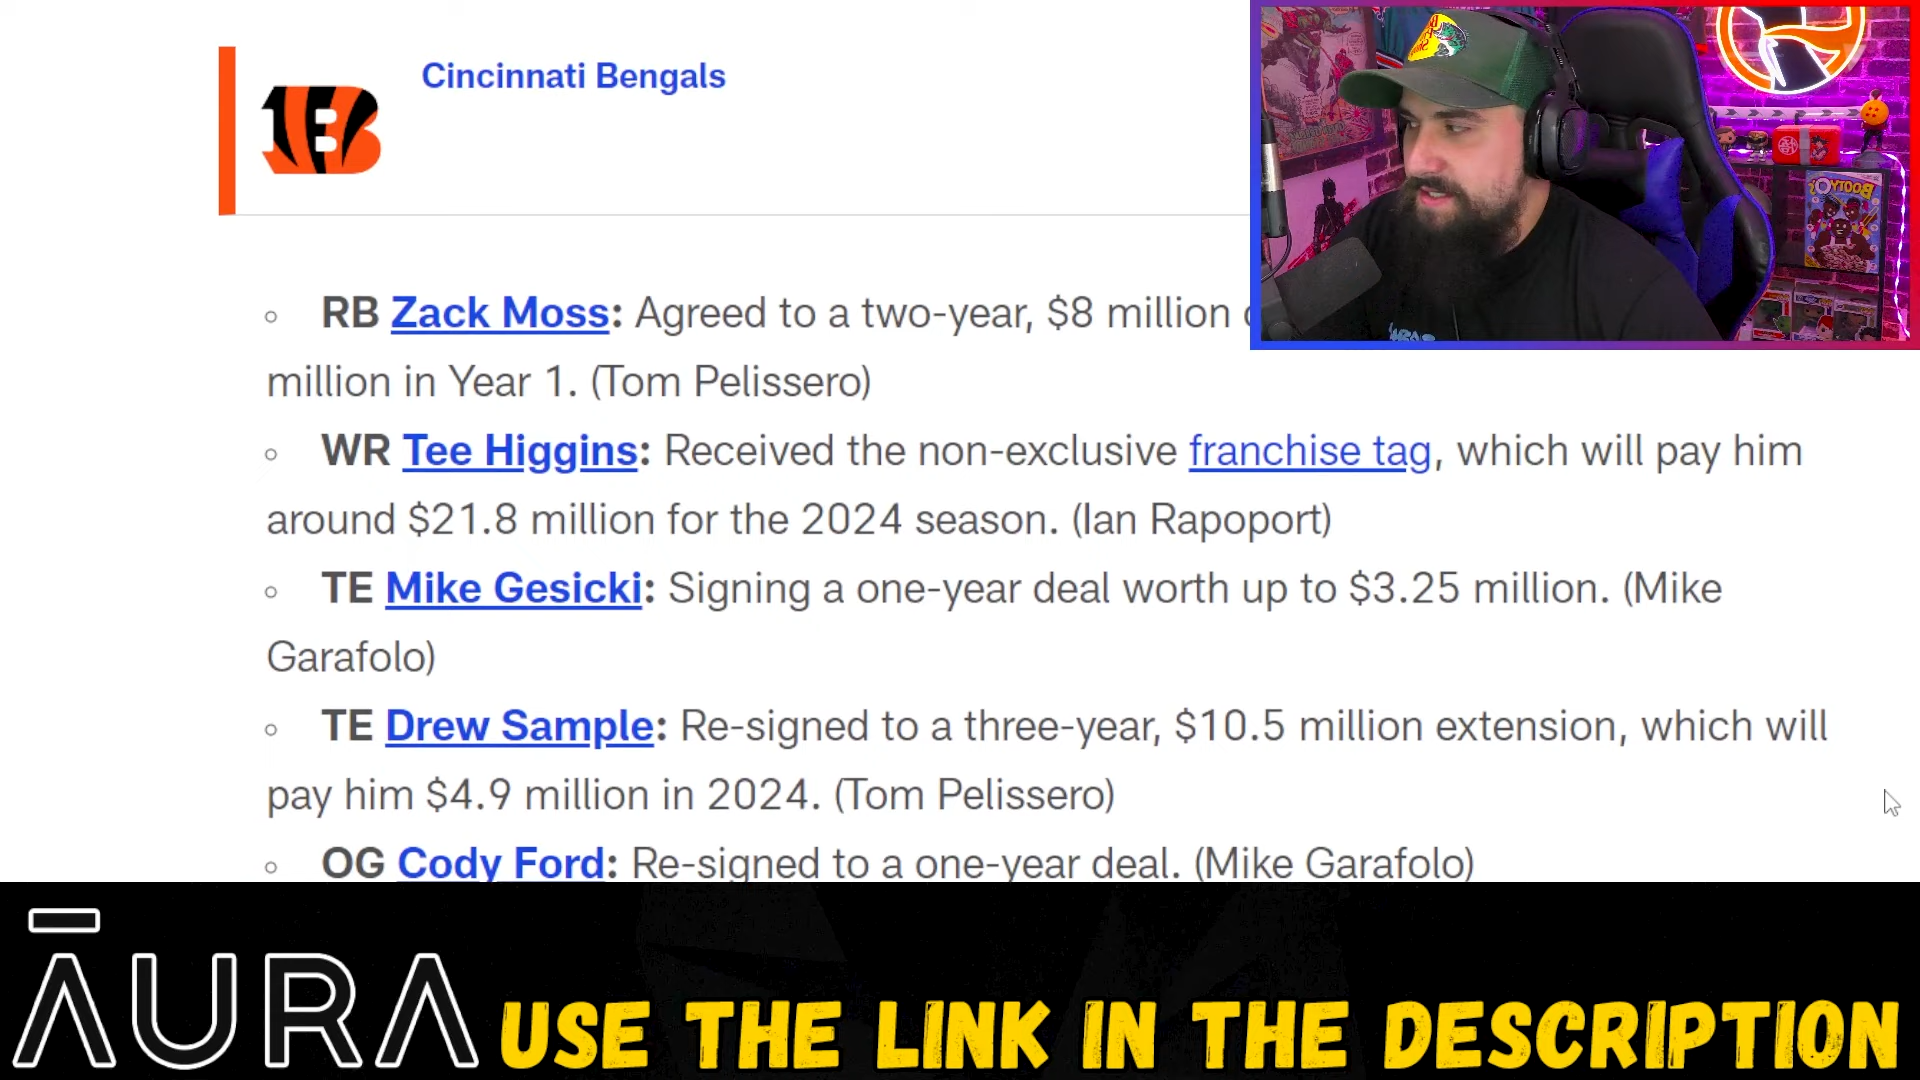 Cincinnati Bengals
RB Zack Moss: Agreed to a two-year, $8 million
million in Year 1. (Tom Pelissero)
WR Tee Higgins: Received the non-exclusive franchise tag, which will pay him
around $21.8 million for the 2024 season. (Ian Rapoport)
TE Mike Gesicki: Signing a one-year deal worth up to $3.25 million. (Mike
Garafolo)
TE Drew Sample: Re-signed to a three-year, $10.5 million extension, which will
pay him $4.9 million in 2024. (Tom Pelissero)
OG Cody Ford: Re-signed to a one-year deal. (Mike Garafolo)
ĀURA USE THE LINK IN THE DESCRIPTION